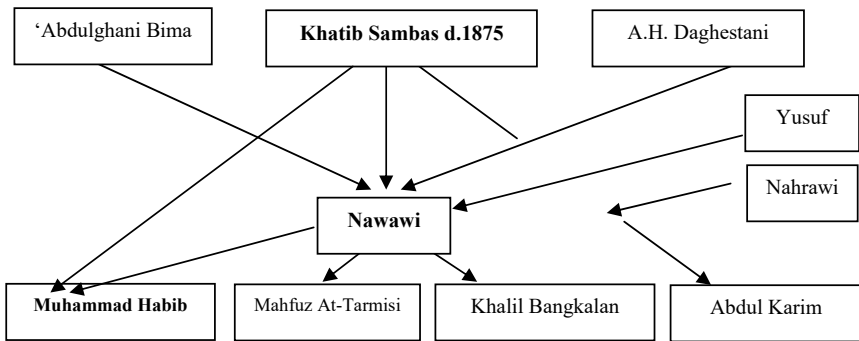 ‘Abdulghani Bima
Khatib Sambas d.1875
A.H. Daghestani
Yusuf
Nahrawi
Nawawi
Muhammad Habib
Mahfuz At-Tarmisi
Khalil Bangkalan
Abdul Karim